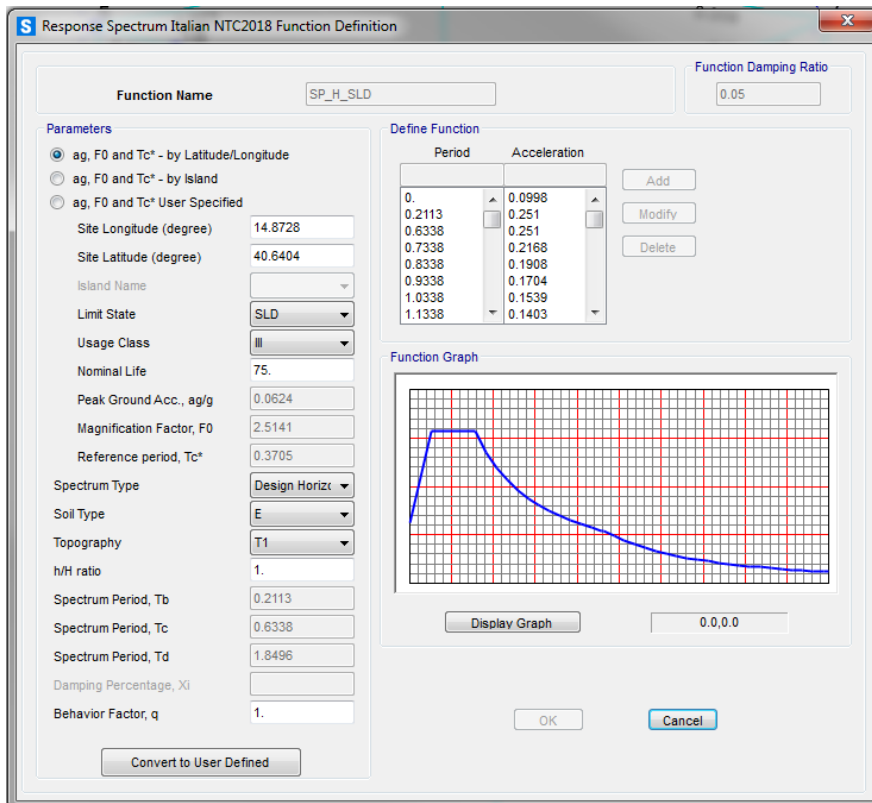 S Response Spectrum Italian NTC2018 Function Definition
Function Name SP_H_SLD
Function Damping Ratio
0.05
Parameters
ag, F0 and Tc* - by Latitude/Longitude
ag, F0 and Tc* - by Island
ag, F0 and Tc* User Specified
Site Longitude (degree) 14.8728
Site Latitude (degree) 40.6404
Island Name
Limit State SLD
Usage Class III
Nominal Life 75.
Peak Ground Acc., ag/g 0.0624
Magnification Factor, F0 2.5141
Reference period, Tc* 0.3705
Spectrum Type Design Horizo
Soil Type E
Topography T1
h/H ratio 1.
Spectrum Period, Tb 0.2113
Spectrum Period, Tc 0.6338
Spectrum Period, Td 1.8496
Damping Percentage, Xi
Behavior Factor, q 1.
Convert to User Defined
Define Function
Period Acceleration
0. 0.0998
0.2113 0.251
0.6338 0.251
0.7338 0.2168
0.8338 0.1908
0.9338 0.1704
1.0338 0.1539
1.1338 0.1403
Add
Modify
Delete
Function Graph
Display Graph 0.0,0.0
OK Cancel